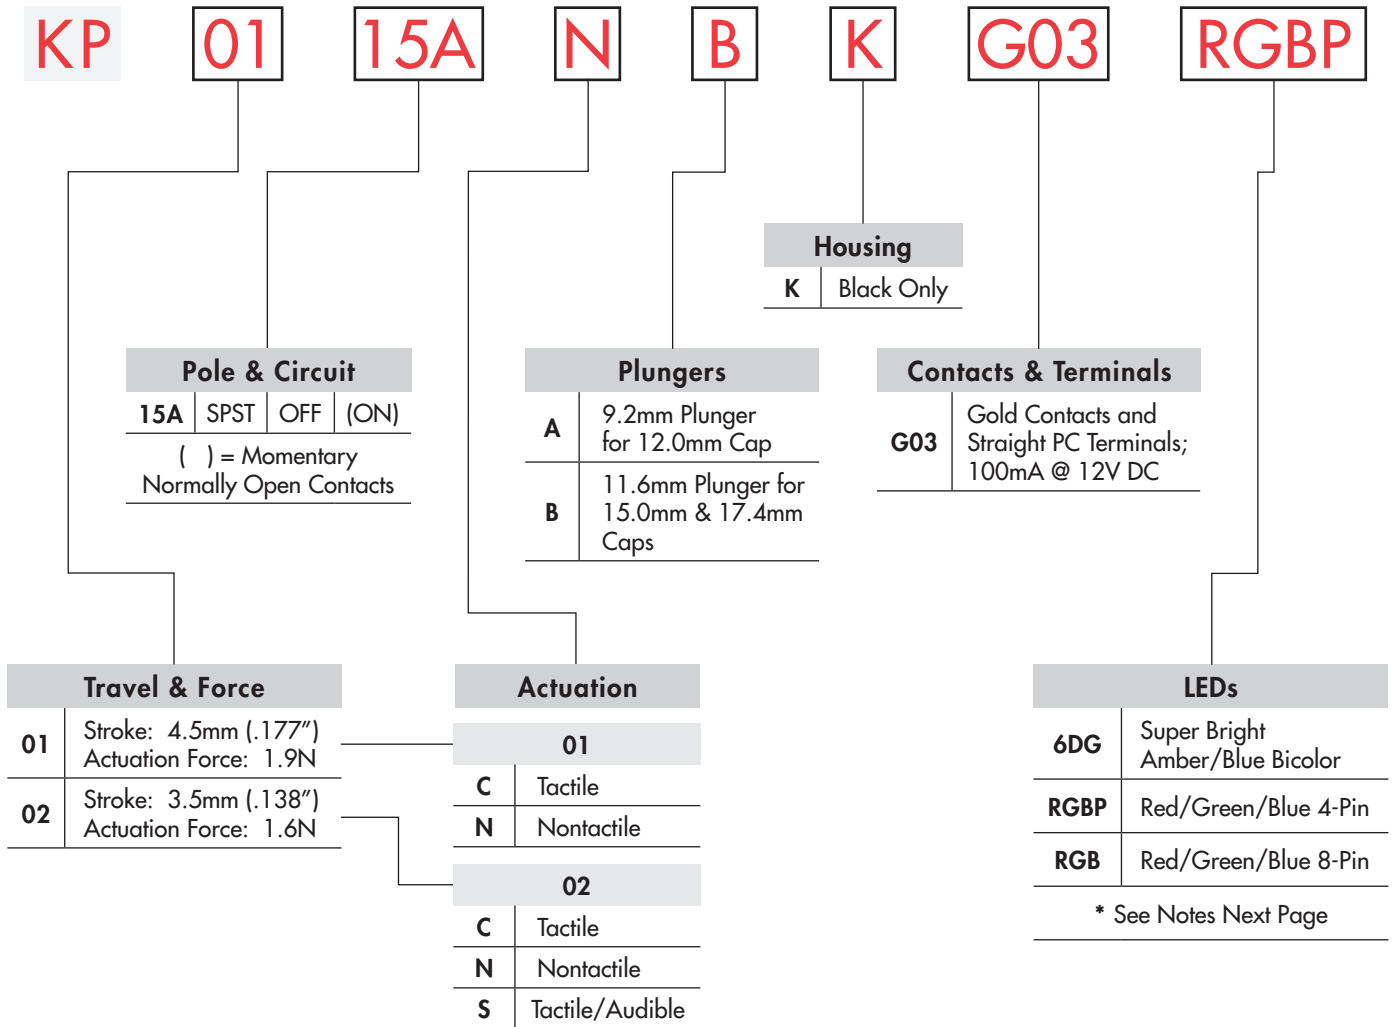 KP 01 15A N B K G03 RGBP
Housing
K Black Only
Pole & Circuit
15A SPST OFF (ON)
( ) = Momentary
Normally Open Contacts
Plungers
A 9.2mm Plunger
for 12.0mm Cap
B 11.6mm Plunger for
15.0mm & 17.4mm
Caps
Contacts & Terminals
G03 Gold Contacts and
Straight PC Terminals;
100mA @ 12V DC
Travel & Force
01 Stroke: 4.5mm (.177”)
Actuation Force: 1.9N
02 Stroke: 3.5mm (.138”)
Actuation Force: 1.6N
Actuation
01
C Tactile
N Nontactile
02
C Tactile
N Nontactile
S Tactile/Audible
LEDs
6DG Super Bright
Amber/Blue Bicolor
RGBP Red/Green/Blue 4-Pin
RGB Red/Green/Blue 8-Pin
* See Notes Next Page